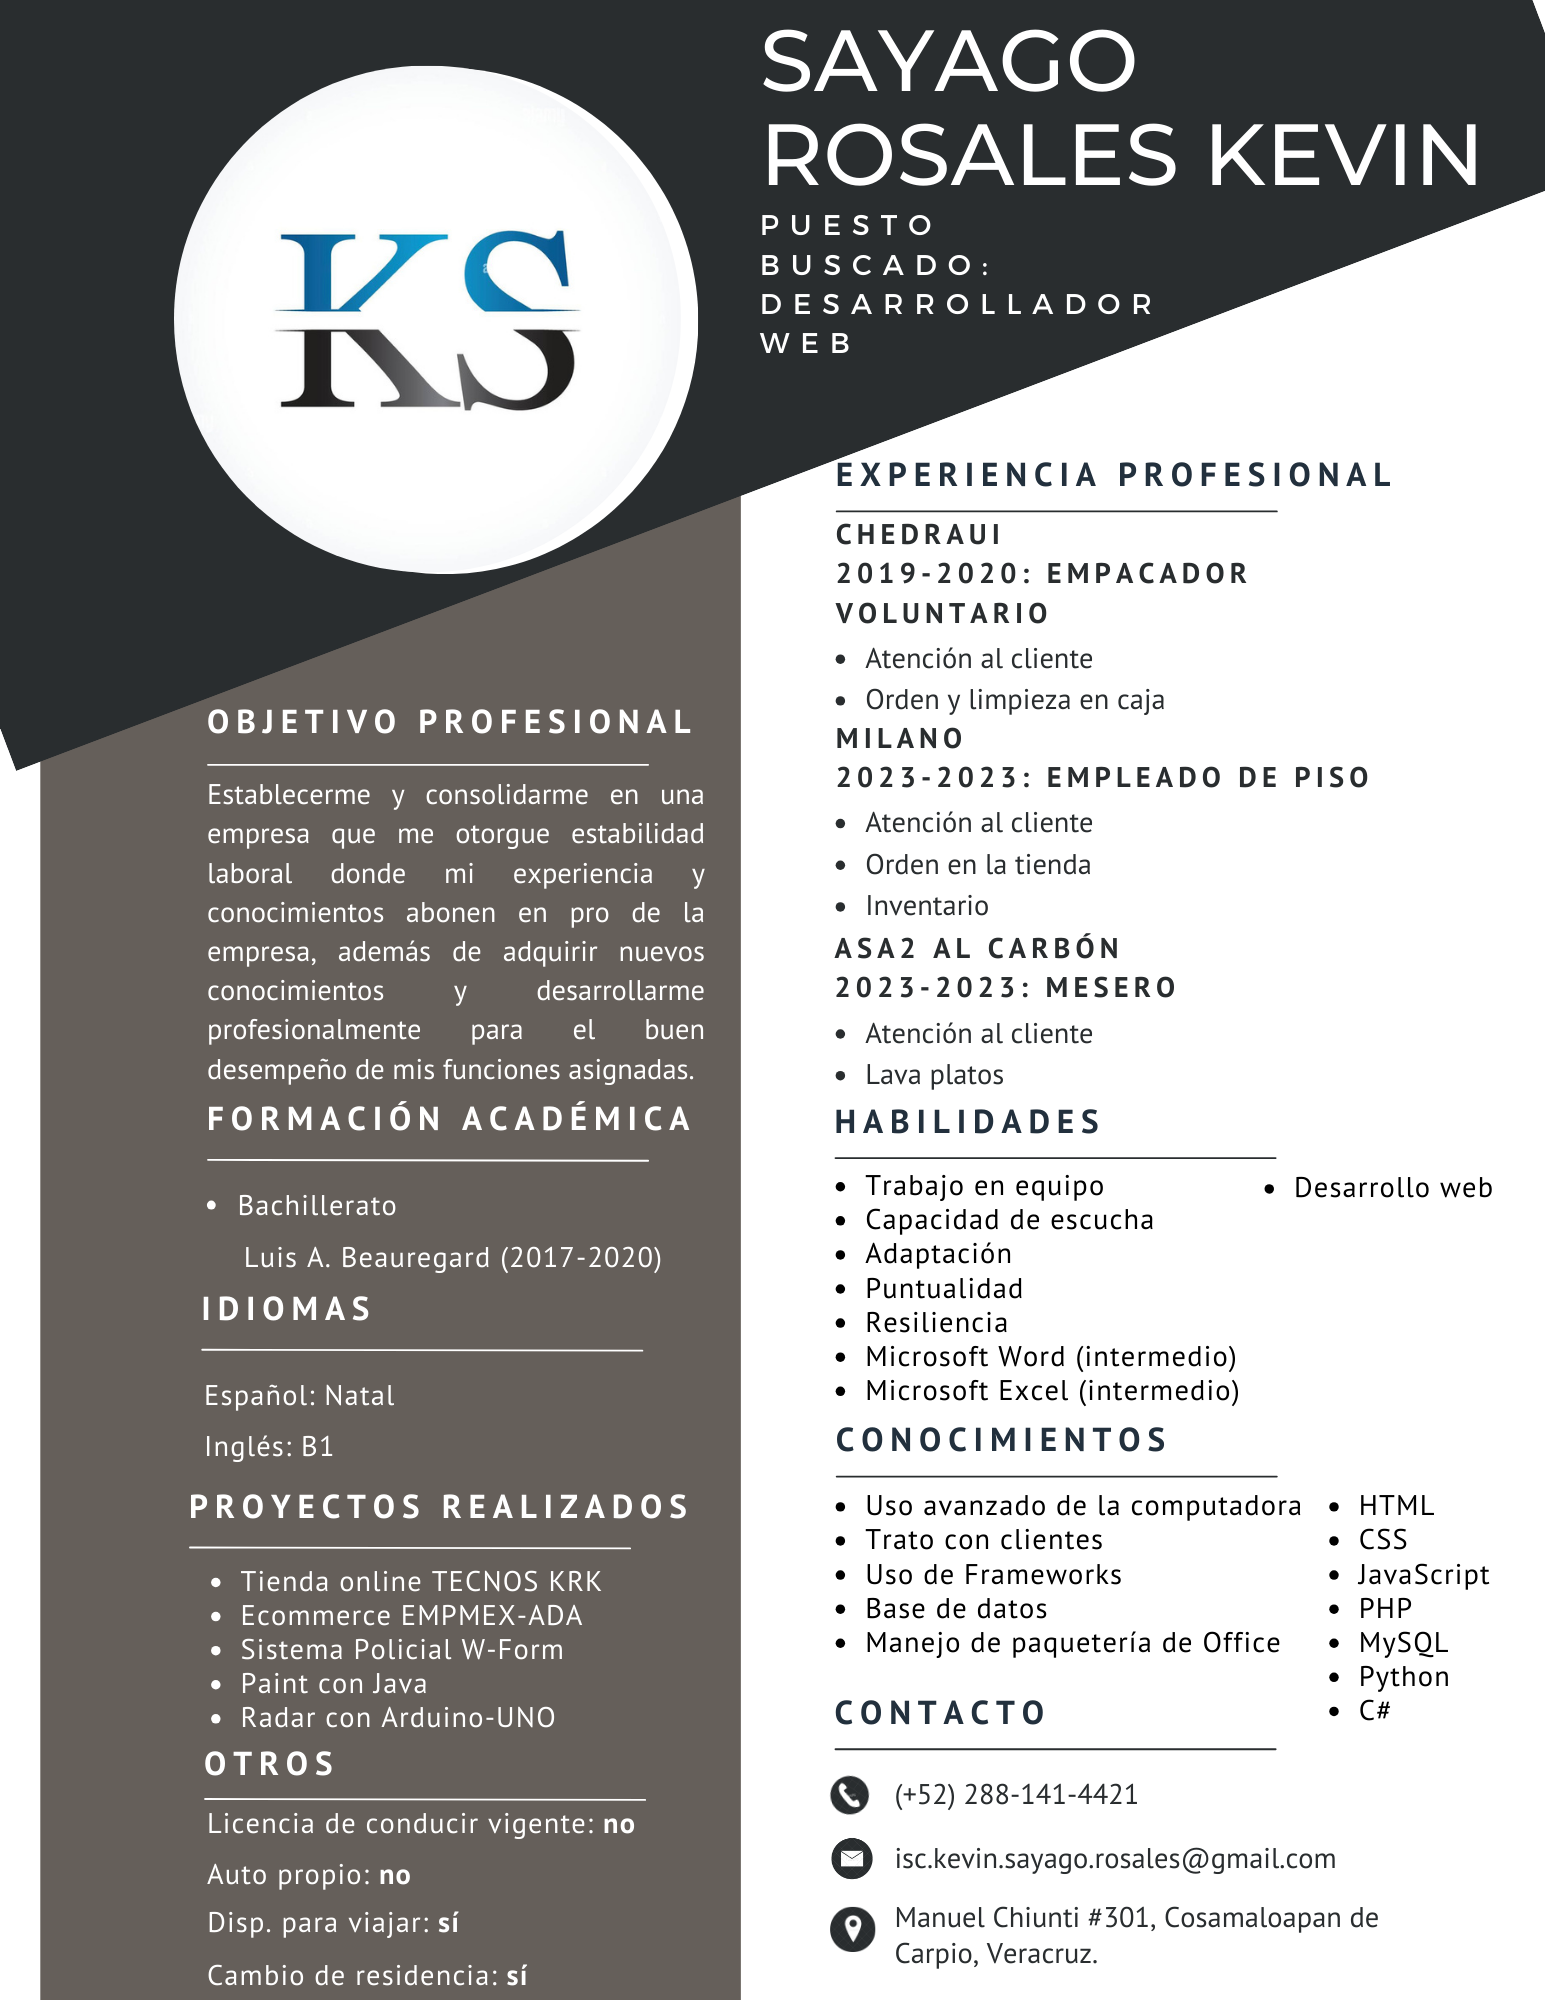 SAYAGO
ROSALES KEVIN
PUESTO
BUSCADO:
DESARROLLADOR
WEB
KS
OBJETIVO PROFESIONAL
Establecerme y consolidarme en una
empresa que me otorgue estabilidad
laboral donde mi experiencia y
conocimientos abonen en pro de la
empresa, además de adquirir nuevos
conocimientos y desarrollarme
profesionalmente para el buen
desempeño de mis funciones asignadas.
FORMACIÓN ACADÉMICA
• Bachillerato
Luis A. Beauregard (2017-2020)
IDIOMAS
Español: Natal
Inglés: B1
PROYECTOS REALIZADOS
• Tienda online TECNOS KRK
• Ecommerce EMPMEX-ADA
• Sistema Policial W-Form
• Paint con Java
• Radar con Arduino-UNO
OTROS
Licencia de conducir vigente: no
Auto propio: no
Disp. para viajar: sí
Cambio de residencia: sí
EXPERIENCIA PROFESIONAL
CHEDRAUI
2019-2020: EMPACADOR
VOLUNTARIO
• Atención al cliente
• Orden y limpieza en caja
MILANO
2023-2023: EMPLEADO DE PISO
• Atención al cliente
• Orden en la tienda
• Inventario
ASA2 AL CARBÓN
2023-2023: MESERO
• Atención al cliente
• Lava platos
HABILIDADES
• Trabajo en equipo
• Capacidad de escucha
• Adaptación
• Puntualidad
• Resiliencia
• Microsoft Word (intermedio)
• Microsoft Excel (intermedio)
• Desarrollo web
CONOCIMIENTOS
• Uso avanzado de la computadora
• Trato con clientes
• Uso de Frameworks
• Base de datos
• Manejo de paquetería de Office
• HTML
• CSS
• JavaScript
• PHP
• MySQL
• Python
• C#
CONTACTO
(+52) 288-141-4421
isc.kevin.sayago.rosales@gmail.com
Manuel Chiunti #301, Cosamaloapan de
Carpio, Veracruz.